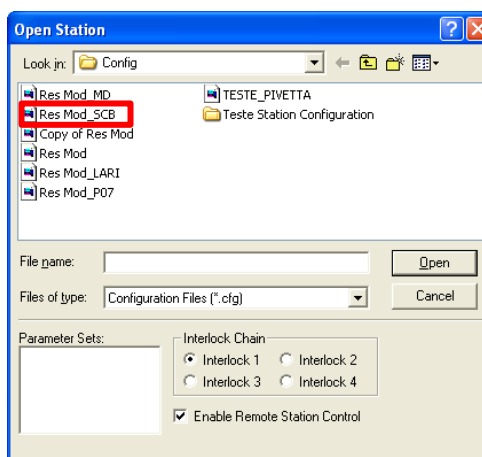 Open Station
Look in: Config
Res Mod_MD
Res Mod_SCB
Copy of Res Mod
Res Mod
Res Mod_LARI
Res Mod_P07
TESTE_PIVETTA
Teste Station Configuration
File name:
Open
Files of type: Configuration Files (*.cfg)
Cancel
Parameter Sets:
Interlock Chain
Interlock 1 Interlock 2
Interlock 3 Interlock 4
Enable Remote Station Control